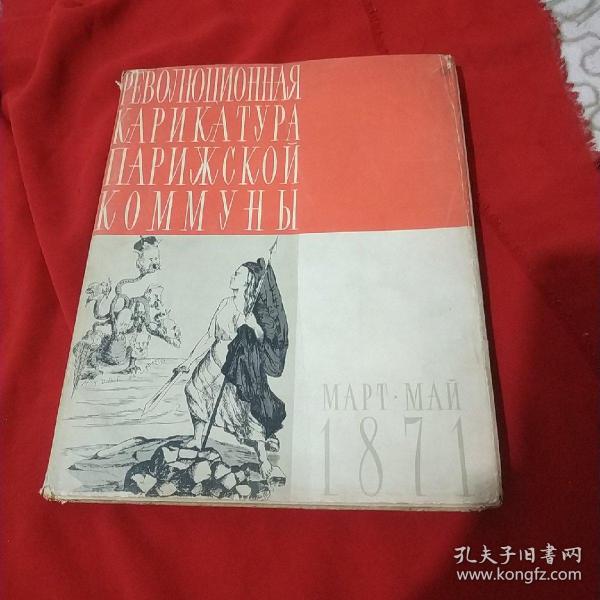 РЕВОЛЮЦИОННАЯ
КАРИКАТУРА
ПАРИЖСКОЙ
КОММУНЫ
МАРТ · МАЙ
1871
孔夫子旧书网
www.kongfz.com